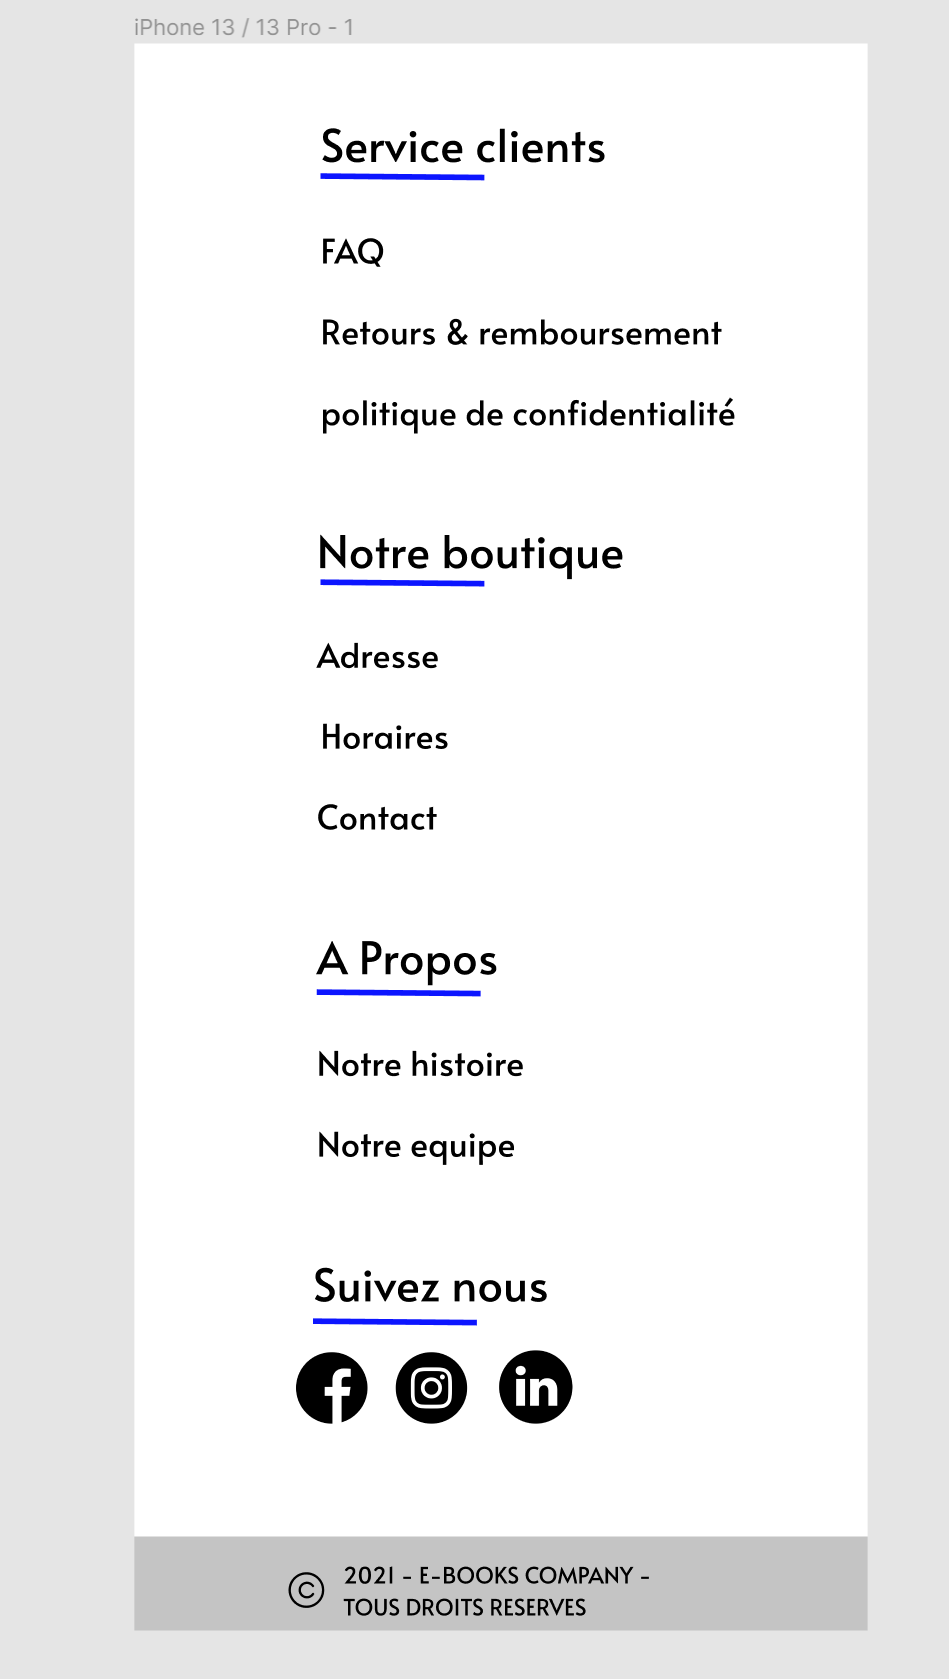 iPhone 13 / 13 Pro - 1
Service clients
FAQ
Retours & remboursement
politique de confidentialité
Notre boutique
Adresse
Horaires
Contact
A Propos
Notre histoire
Notre equipe
Suivez nous
© 2021 - E-BOOKS COMPANY -
TOUS DROITS RESERVES